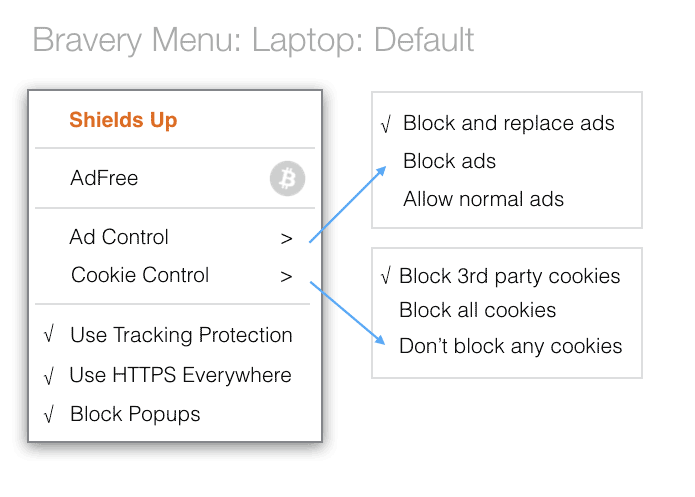 Bravery Menu: Laptop: Default
Shields Up
AdFree
Ad Control >
Cookie Control >
√ Use Tracking Protection
√ Use HTTPS Everywhere
√ Block Popups
√ Block and replace ads
Block ads
Allow normal ads
√ Block 3rd party cookies
Block all cookies
Don’t block any cookies